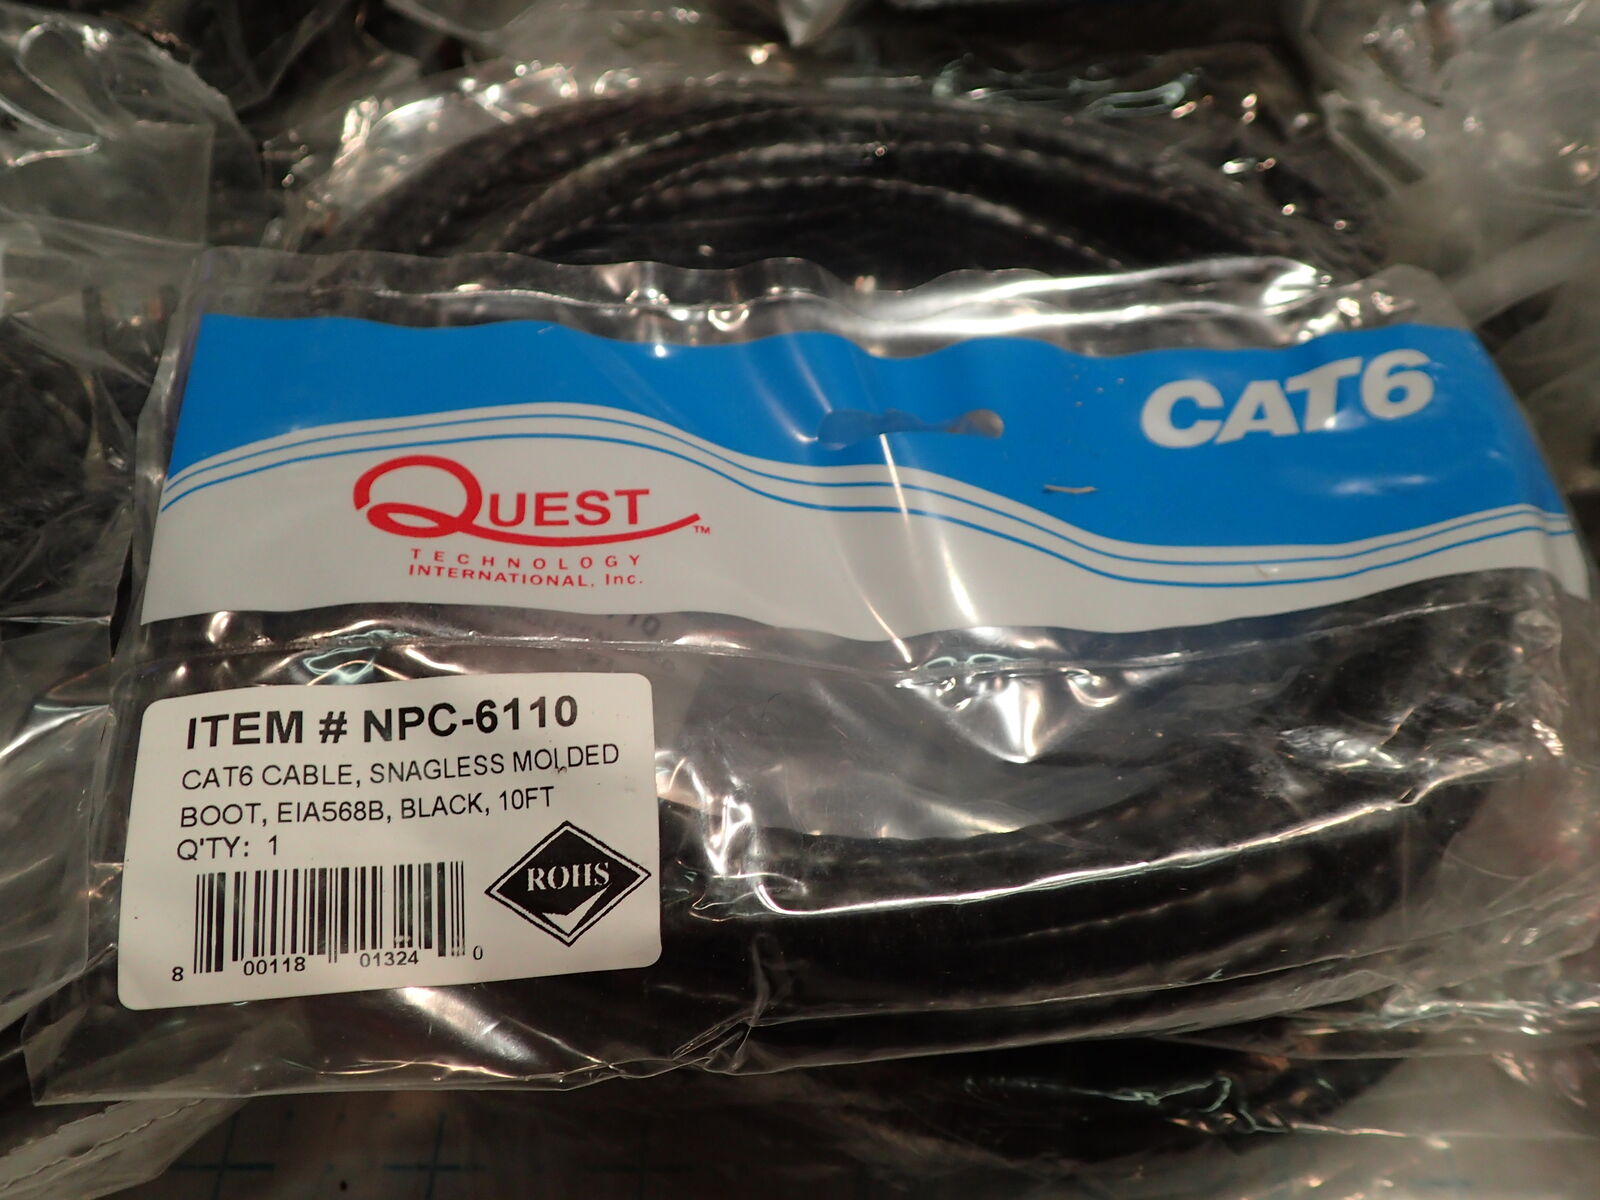 CAT6
QUEST™
TECHNOLOGY
INTERNATIONAL, Inc.
ITEM # NPC-6110
CAT6 CABLE, SNAGLESS MOLDED
BOOT, EIA568B, BLACK, 10FT
Q'TY: 1
ROHS
8 00118 01324 0